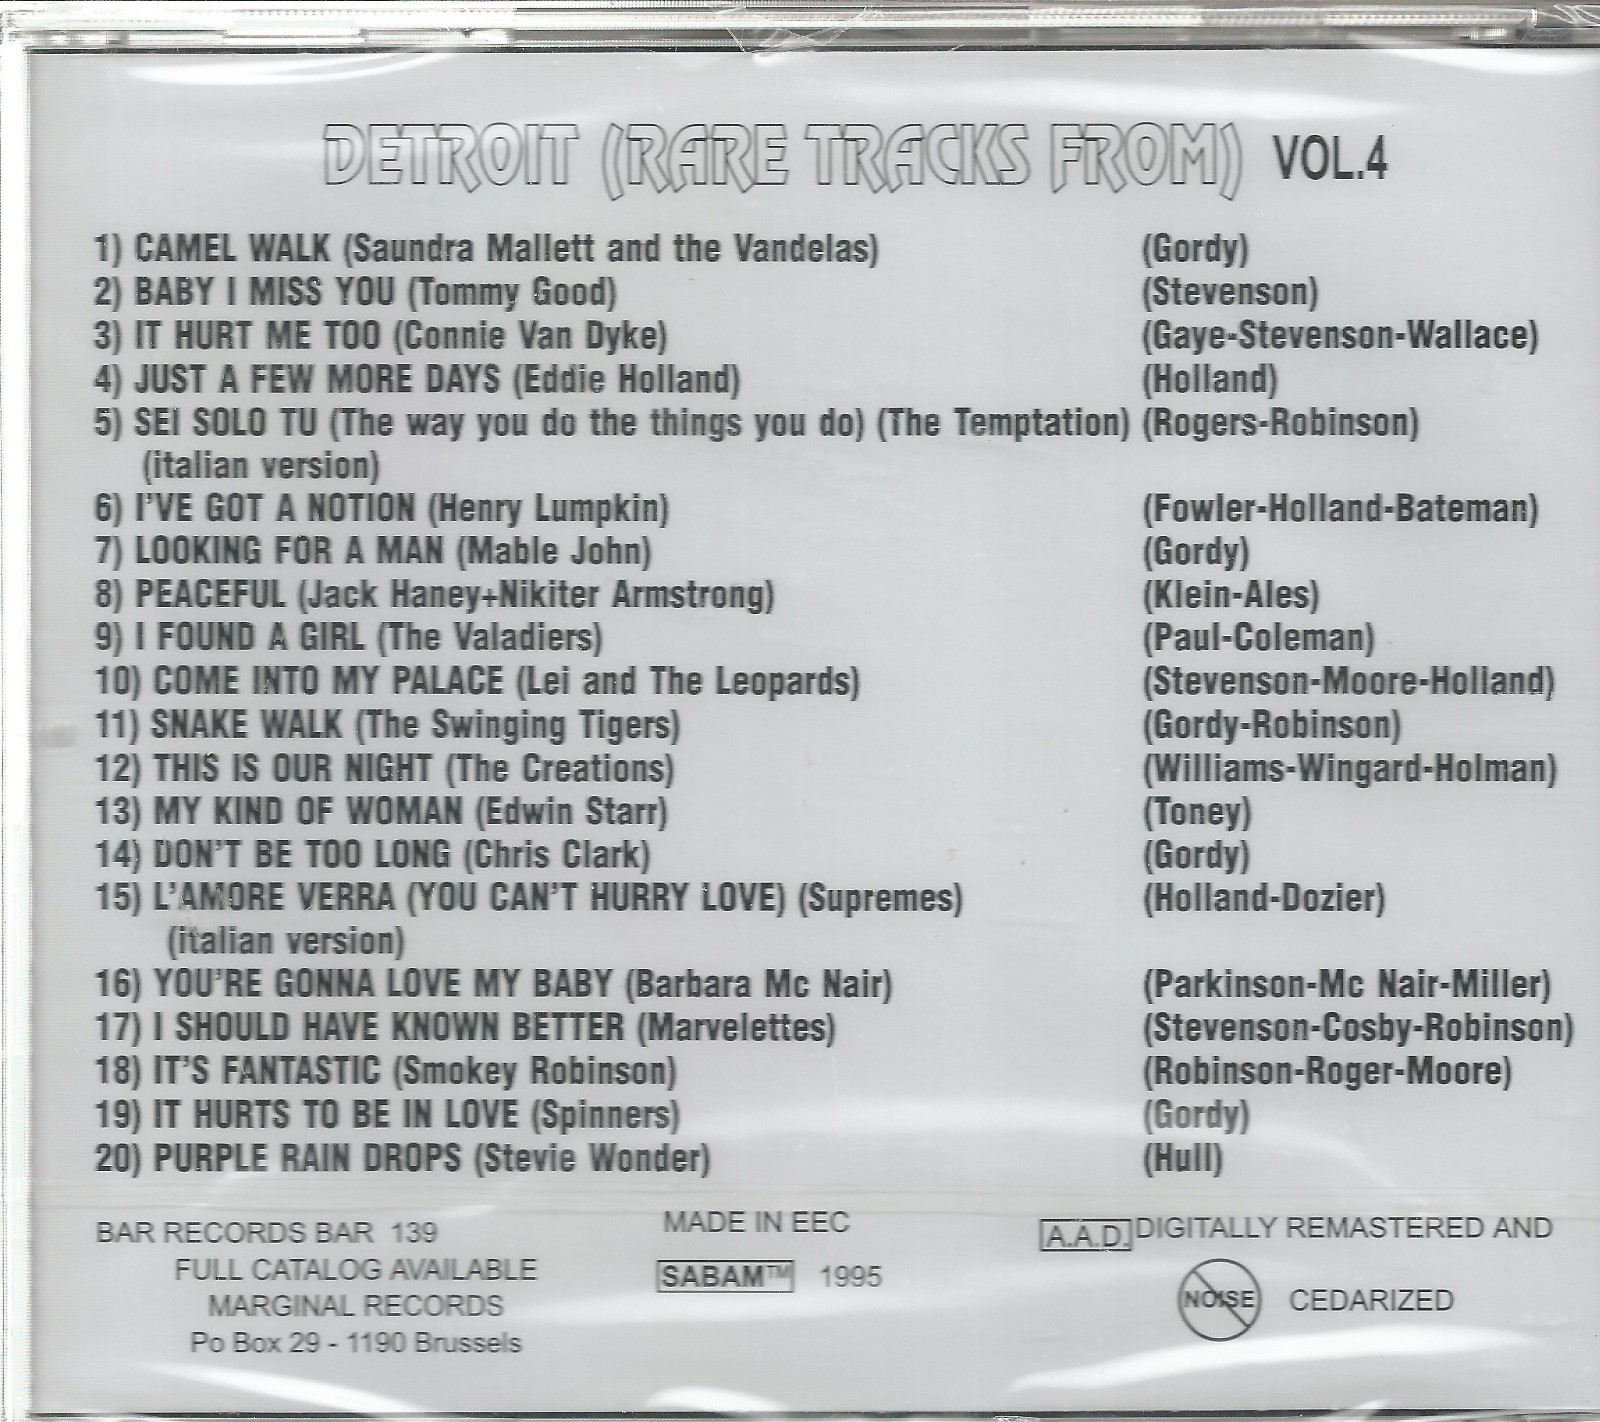 DETROIT (RARE TRACKS FROM) VOL.4
1) CAMEL WALK (Saundra Mallett and the Vandelas) (Gordy)
2) BABY I MISS YOU (Tommy Good) (Stevenson)
3) IT HURT ME TOO (Connie Van Dyke) (Gaye-Stevenson-Wallace)
4) JUST A FEW MORE DAYS (Eddie Holland) (Holland)
5) SEI SOLO TU (The way you do the things you do) (The Temptation) (Rogers-Robinson)
(italian version)
6) I'VE GOT A NOTION (Henry Lumpkin) (Fowler-Holland-Bateman)
7) LOOKING FOR A MAN (Mable John) (Gordy)
8) PEACEFUL (Jack Haney+Nikiter Armstrong) (Klein-Ales)
9) I FOUND A GIRL (The Valadiers) (Paul-Coleman)
10) COME INTO MY PALACE (Lei and The Leopards) (Stevenson-Moore-Holland)
11) SNAKE WALK (The Swinging Tigers) (Gordy-Robinson)
12) THIS IS OUR NIGHT (The Creations) (Williams-Wingard-Holman)
13) MY KIND OF WOMAN (Edwin Starr) (Toney)
14) DON'T BE TOO LONG (Chris Clark) (Gordy)
15) L'AMORE VERRA (YOU CAN'T HURRY LOVE) (Supremes) (Holland-Dozier)
(italian version)
16) YOU'RE GONNA LOVE MY BABY (Barbara Mc Nair) (Parkinson-Mc Nair-Miller)
17) I SHOULD HAVE KNOWN BETTER (Marvelettes) (Stevenson-Cosby-Robinson)
18) IT'S FANTASTIC (Smokey Robinson) (Robinson-Roger-Moore)
19) IT HURTS TO BE IN LOVE (Spinners) (Gordy)
20) PURPLE RAIN DROPS (Stevie Wonder) (Hull)
BAR RECORDS BAR 139
FULL CATALOG AVAILABLE
MARGINAL RECORDS
Po Box 29 - 1190 Brussels
MADE IN EEC
SABAM™ 1995
A.A.D. DIGITALLY REMASTERED AND
NOISE CEDARIZED